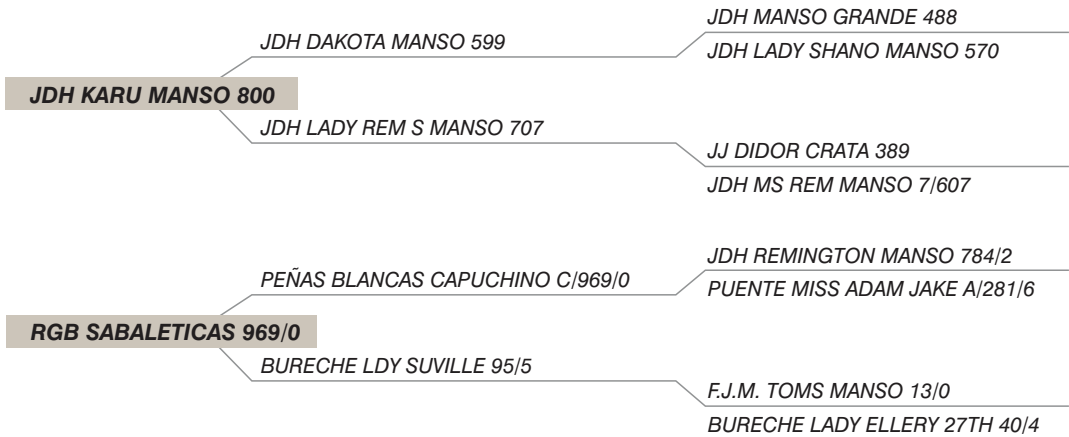 JDH MANSO GRANDE 488
JDH DAKOTA MANSO 599
JDH LADY SHANO MANSO 570
JDH KARU MANSO 800
JDH LADY REM S MANSO 707
JJ DIDOR CRATA 389
JDH MS REM MANSO 7/607
JDH REMINGTON MANSO 784/2
PEÑAS BLANCAS CAPUCHINO C/969/0
PUENTE MISS ADAM JAKE A/281/6
RGB SABALETICAS 969/0
BURECHE LDY SUVILLE 95/5
F.J.M. TOMS MANSO 13/0
BURECHE LADY ELLERY 27TH 40/4